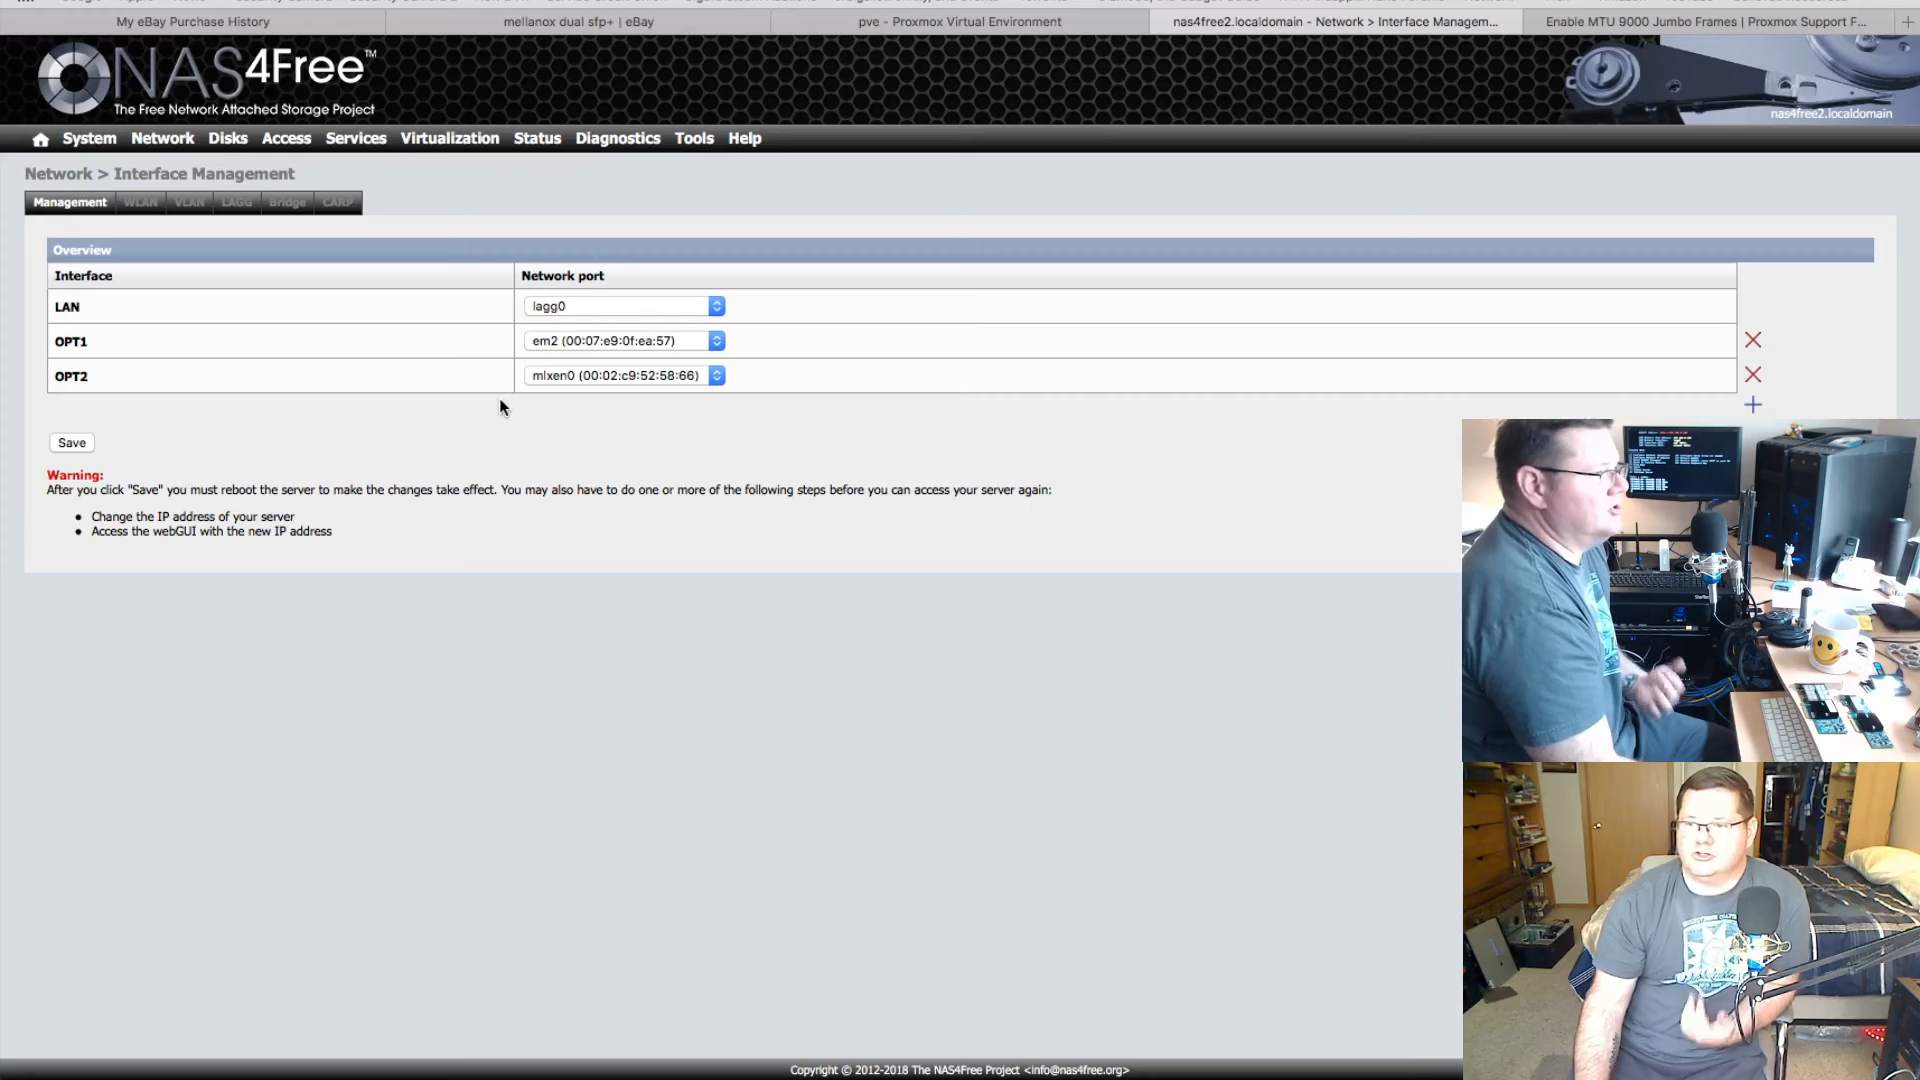 My eBay Purchase History
mellanox dual sfp+ | eBay
pve - Proxmox Virtual Environment
nas4free2.localdomain - Network > Interface Managem...
Enable MTU 9000 Jumbo Frames | Proxmox Support F...
NAS4Free™
The Free Network Attached Storage Project
nas4free2.localdomain
System Network Disks Access Services Virtualization Status Diagnostics Tools Help
Network > Interface Management
Management WLAN VLAN LAGG Bridge CARP
Overview
Interface Network port
LAN lagg0
OPT1 em2 (00:07:e9:0f:ea:57)
OPT2 mlxen0 (00:02:c9:52:58:66)
Save
Warning:
After you click "Save" you must reboot the server to make the changes take effect. You may also have to do one or more of the following steps before you can access your server again:
• Change the IP address of your server
• Access the webGUI with the new IP address
Copyright © 2012-2018 The NAS4Free Project <info@nas4free.org>